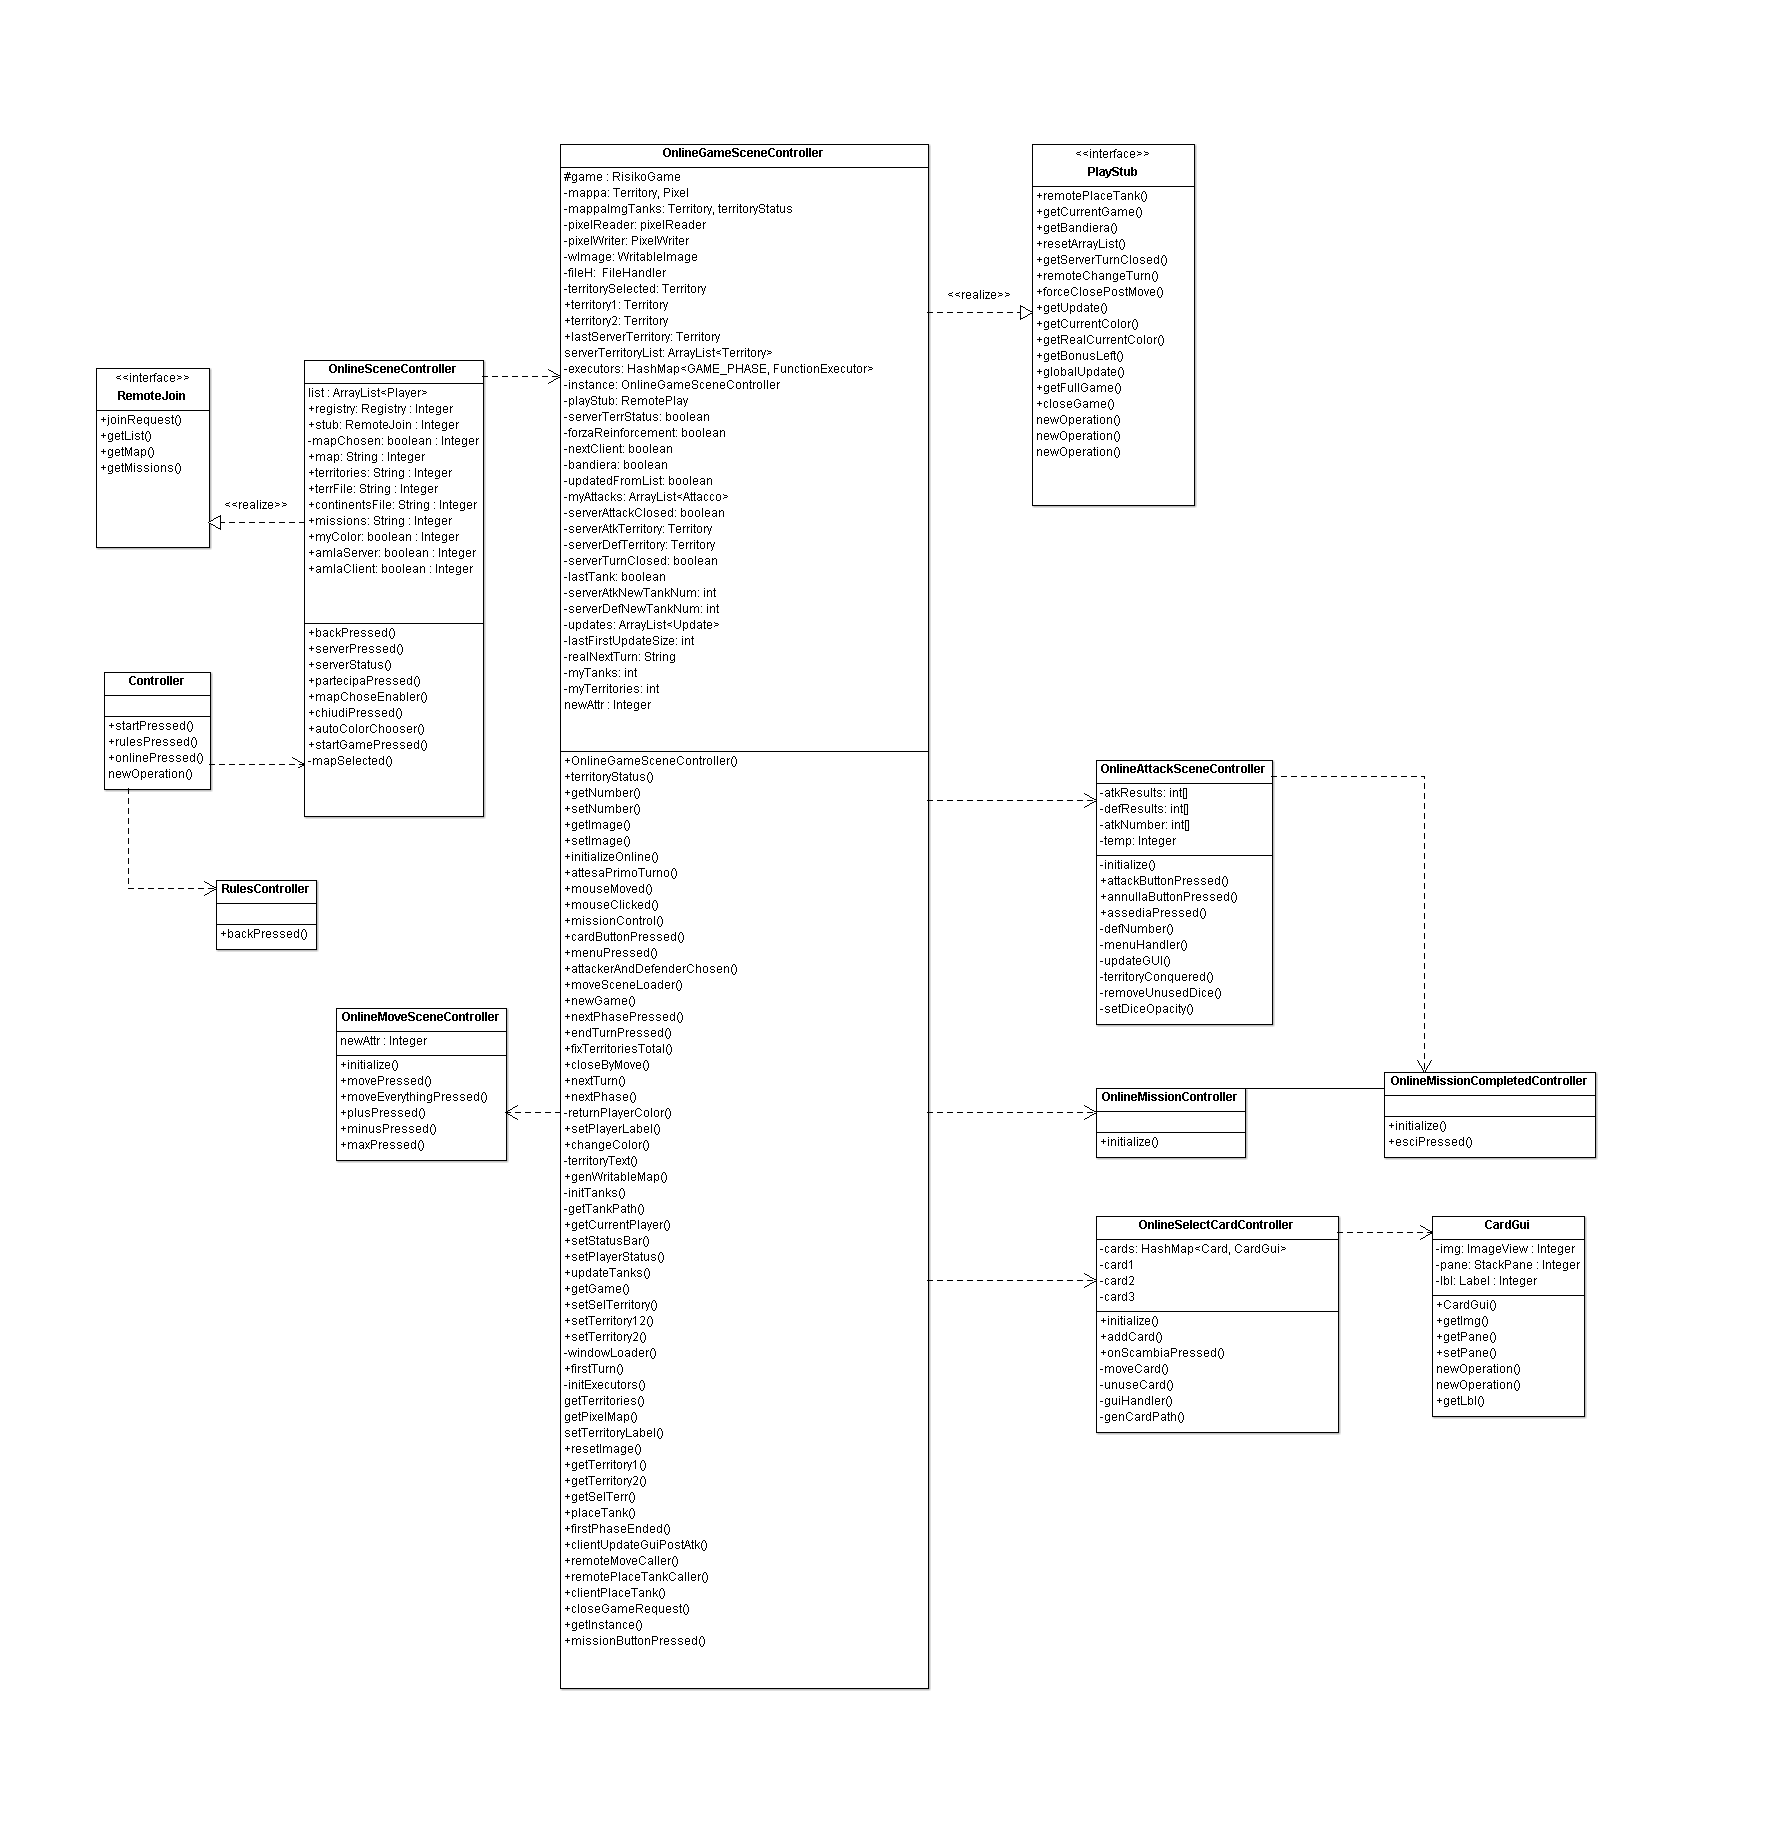 OnlineGameSceneController
#game : RisikoGame
-mappa: Territory, Pixel
-mappaImgTanks: Territory, territoryStatus
-pixelReader: pixelReader
-pixelWriter: PixelWriter
-wImage: WritableImage
-fileH:  FileHandler
-territorySelected: Territory
+territory1: Territory
+territory2: Territory
+lastServerTerritory: Territory
serverTerritoryList: ArrayList<Territory>
-executors: HashMap<GAME_PHASE, FunctionExecutor>
-instance: OnlineGameSceneController
-playStub: RemotePlay
-serverTerrStatus: boolean
-forzaReinforcement: boolean
-nextClient: boolean
-bandiera: boolean
-updatedFromList: boolean
-myAttacks: ArrayList<Attacco>
-serverAttackClosed: boolean
-serverAtkTerritory: Territory
-serverDefTerritory: Territory
-serverTurnClosed: boolean
-lastTank: boolean
-serverAtkNewTankNum: int
-serverDefNewTankNum: int
-updates: ArrayList<Update>
-lastFirstUpdateSize: int
-realNextTurn: String
-myTanks: int
-myTerritories: int
newAttr : Integer
+OnlineGameSceneController()
+territoryStatus()
+getNumber()
+setNumber()
+getImage()
+setImage()
+initializeOnline()
+attesaPrimoTurno()
+mouseMoved()
+mouseClicked()
+missionControl()
+cardButtonPressed()
+menuPressed()
+attackerAndDefenderChosen()
+moveSceneLoader()
+newGame()
+nextPhasePressed()
+endTurnPressed()
+fixTerritoriesTotal()
+closeByMove()
+nextTurn()
+nextPhase()
-returnPlayerColor()
+setPlayerLabel()
+changeColor()
-territoryText()
+genWritableMap()
-initTanks()
-getTankPath()
+getCurrentPlayer()
+setStatusBar()
+setPlayerStatus()
+updateTanks()
+getGame()
+setSelTerritory()
+setTerritory12()
+setTerritory2()
-windowLoader()
+firstTurn()
-initExecutors()
getTerritories()
getPixelMap()
setTerritoryLabel()
+resetImage()
+getTerritory1()
+getTerritory2()
+getSelTerr()
+placeTank()
+firstPhaseEnded()
+clientUpdateGuiPostAtk()
+remoteMoveCaller()
+remotePlaceTankCaller()
+clientPlaceTank()
+closeGameRequest()
+getInstance()
+missionButtonPressed()
<<realize>>
<<interface>>
PlayStub
+remotePlaceTank()
+getCurrentGame()
+getBandiera()
+resetArrayList()
+getServerTurnClosed()
+remoteChangeTurn()
+forceClosePostMove()
+getUpdate()
+getCurrentColor()
+getRealCurrentColor()
+getBonusLeft()
+globalUpdate()
+getFullGame()
+closeGame()
newOperation()
newOperation()
newOperation()
<<interface>>
RemoteJoin
+joinRequest()
+getList()
+getMap()
+getMissions()
<<realize>>
OnlineSceneController
list : ArrayList<Player>
+registry: Registry : Integer
+stub: RemoteJoin : Integer
-mapChosen: boolean : Integer
+map: String : Integer
+territories: String : Integer
+terrFile: String : Integer
+continentsFile: String : Integer
+missions: String : Integer
+myColor: boolean : Integer
+amIaServer: boolean : Integer
+amIaClient: boolean : Integer
+backPressed()
+serverPressed()
+serverStatus()
+partecipaPressed()
+mapChoseEnabler()
+chiudiPressed()
+autoColorChooser()
+startGamePressed()
-mapSelected()
Controller
+startPressed()
+rulesPressed()
+onlinePressed()
newOperation()
RulesController
+backPressed()
OnlineMoveSceneController
newAttr : Integer
+initialize()
+movePressed()
+moveEverythingPressed()
+plusPressed()
+minusPressed()
+maxPressed()
OnlineAttackSceneController
-atkResults: int[]
-defResults: int[]
-atkNumber: int[]
-temp: Integer
-initialize()
+attackButtonPressed()
+annullaButtonPressed()
+assediaPressed()
-defNumber()
-menuHandler()
-updateGUI()
-territoryConquered()
-removeUnusedDice()
-setDiceOpacity()
OnlineMissionController
+initialize()
OnlineMissionCompletedController
+initialize()
+esciPressed()
OnlineSelectCardController
-cards: HashMap<Card, CardGui>
-card1
-card2
-card3
+initialize()
+addCard()
+onScambiaPressed()
-moveCard()
-unuseCard()
-guiHandler()
-genCardPath()
CardGui
-img: ImageView : Integer
-pane: StackPane : Integer
-lbl: Label : Integer
+CardGui()
+getImg()
+getPane()
+setPane()
newOperation()
newOperation()
+getLbl()